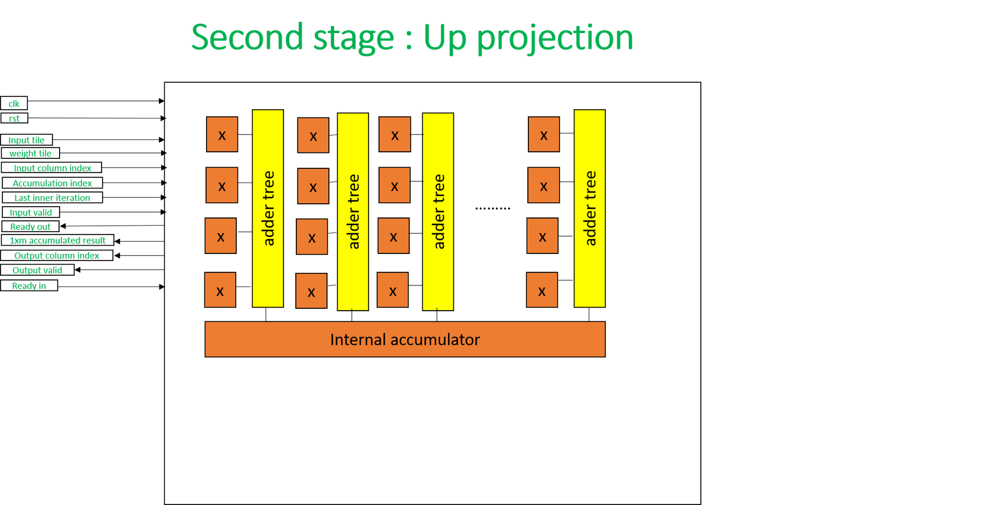 Second stage : Up projection
clk
rst
Input tile
weight tile
Input column index
Accumulation index
Last inner iteration
Input valid
Ready out
1xm accumulated result
Output column index
Output valid
Ready in
x x x x
x x x x
x x x x
x x x x
adder tree
adder tree
adder tree
.........
adder tree
Internal accumulator